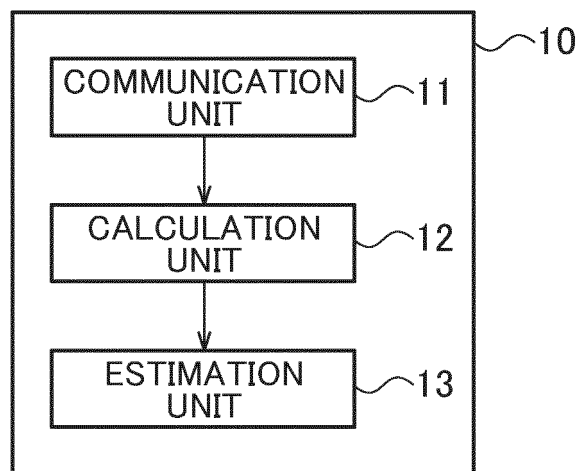 10
COMMUNICATION
UNIT
11
CALCULATION
UNIT
12
ESTIMATION
UNIT
13